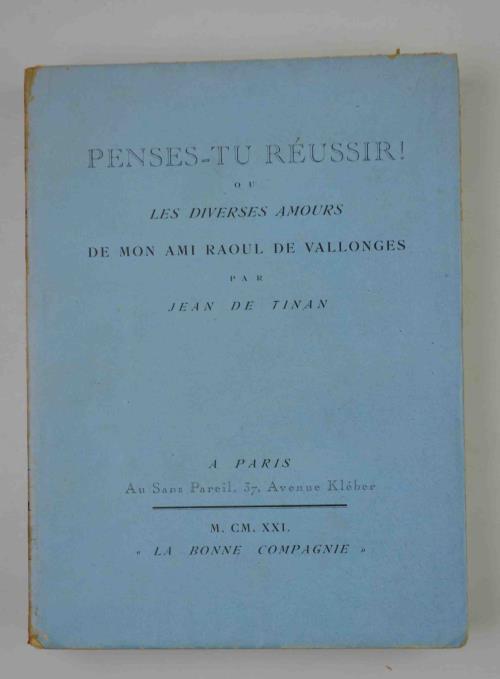 PENSES-TU RÉUSSIR!
OU
LES DIVERSES AMOURS
DE MON AMI RAOUL DE VALLONGES
PAR
JEAN DE TINAN
A PARIS
Au Sans Pareil, 37, Avenue Kléber
M. CM. XXI.
« LA BONNE COMPAGNIE »